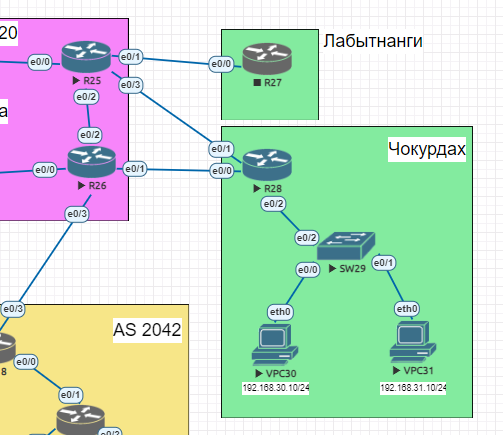 20
Лабытнанги
e0/0
R25
e0/1
e0/0
R27
e0/3
e0/2
а
e0/2
e0/1
Чокурдах
e0/0
R26
e0/1
e0/0
R28
e0/3
e0/2
e0/2
SW29
e0/1
e0/0
e0/3
AS 2042
eth0
eth0
8
e0/0
VPC30
VPC31
192.168.30.10/24
192.168.31.10/24
e0/1
e0/2